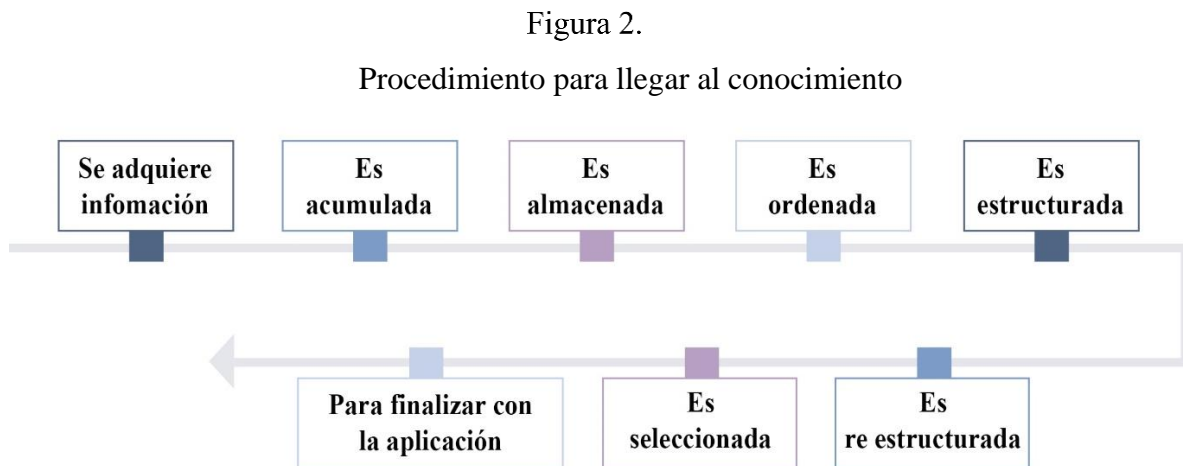 Figura 2.
Procedimiento para llegar al conocimiento
Se adquiere
infomación
Es
acumulada
Es
almacenada
Es
ordenada
Es
estructurada
Es
re estructurada
Es
seleccionada
Para finalizar con
la aplicación